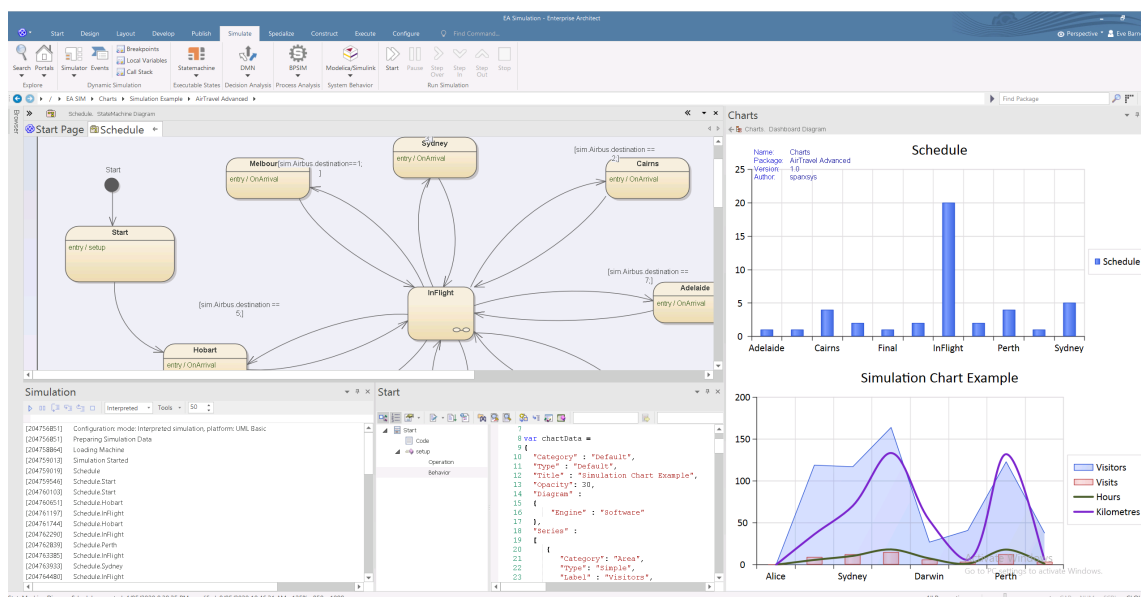 EA Simulation - Enterprise Architect
Start Design Layout Develop Publish Simulate Specialize Construct Execute Configure Find Command...
Perspective
Search Portals Simulator Events Breakpoints Local Variables Call Stack Statemachine DMN BPSIM Modelica/Simulink Start Pause Step Over Step In Step Out Stop
Explore Dynamic Simulation Executable States Decision Analysis Process Analysis System Behavior Run Simulation
EA SIM Charts Simulation Example AirTravel Advanced
Find Package
Browser
Schedule. StateMachine Diagram
Start Page Schedule
Start
Start
entry / setup
[sim.Airbus.destination==1;
]
entry / OnArrival
Sydney
entry / OnArrival
[sim.Airbus.destination ==
2;]
Cairns
entry / OnArrival
[sim.Airbus.destination ==
7;]
Adelaide
entry / OnArrival
InFlight
[sim.Airbus.destination ==
5;]
Hobart
entry / OnArrival
Charts
Charts. Dashboard Diagram
Name: Charts
Package: AirTravel Advanced
Version: 1.0
Author: sparxsys
Schedule
25
20
15
10
5
0
Adelaide Cairns Final InFlight Perth Sydney
Schedule
Simulation Chart Example
200
150
100
50
0
Alice Sydney Darwin Perth
Visitors
Visits
Hours
Kilometres
Go to PC settings to activate Windows.
Simulation
Interpreted Tools 50
[204756851] Configuration: mode: Interpreted simulation, platform: UML Basic
[204756851] Preparing Simulation Data
[204758864] Loading Machine
[204759013] Simulation Started
[204759019] Schedule
[204759546] Schedule.Start
[204760103] Schedule.Start
[204760651] Schedule.Hobart
[204761197] Schedule.InFlight
[204761744] Schedule.Hobart
[204762290] Schedule.InFlight
[204762839] Schedule.Perth
[204763385] Schedule.InFlight
[204763933] Schedule.Sydney
[204764480] Schedule.InFlight
Start
Start
Code
setup
Operation
Behavior
7
8 var chartData =
9 {
10 "Category" : "Default",
11 "Type" : "Default",
12 "Title" : "Simulation Chart Example",
13 "Opacity": 30,
14 "Diagram" :
15 {
16 "Engine" : "Software"
17 },
18 "Series" :
19 [
20 {
21 "Category": "Area",
22 "Type": "Simple",
23 "Label" : "Visitors",